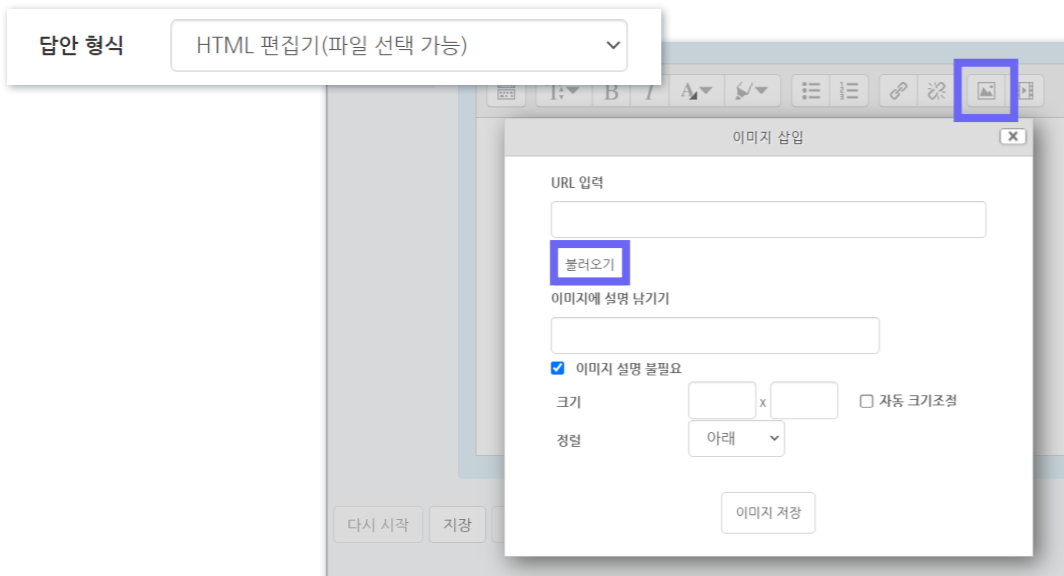 답안 형식
HTML 편집기(파일 선택 가능)
B I A
이미지 삽입
URL 입력
불러오기
이미지에 설명 남기기
이미지 설명 불필요
크기
x
자동 크기조절
정렬
아래
다시 시작
저장
이미지 저장